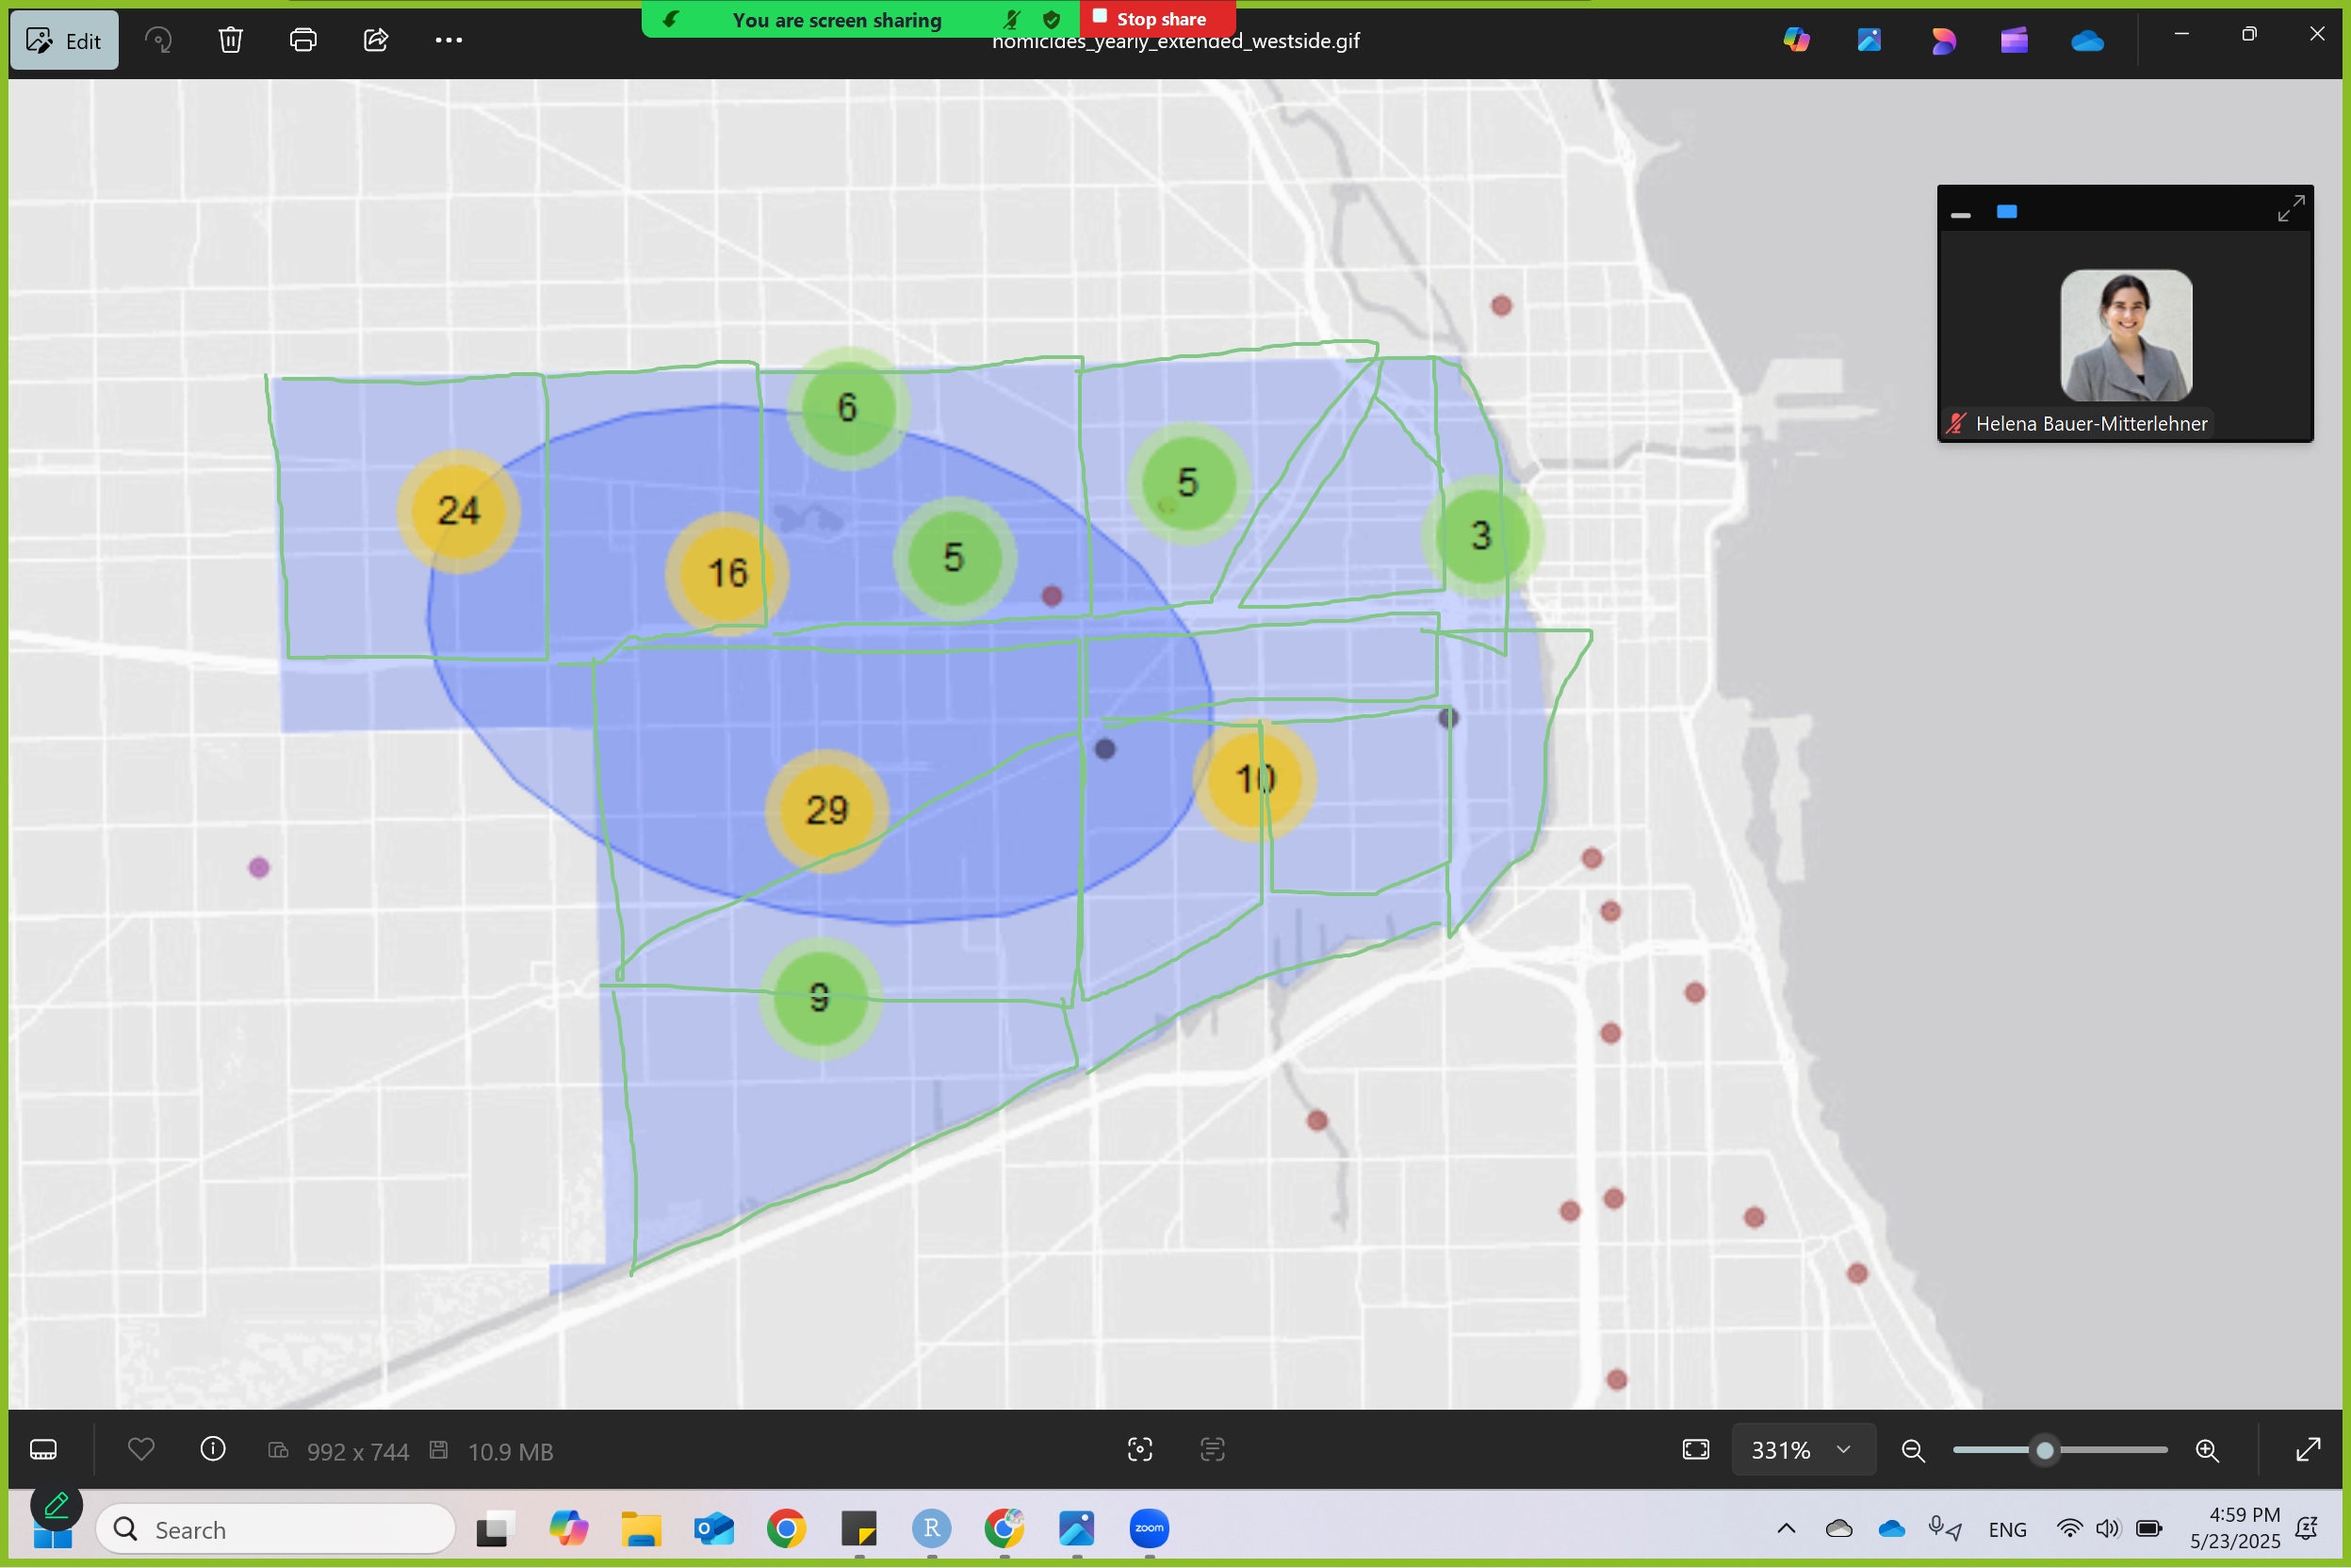 You are screen sharing
Stop share
Edit
homicides_yearly_extended_westside.gif
Helena Bauer-Mitterlehner
6
24
5
5
3
16
10
29
9
992 x 744
10.9 MB
331%
Search
R
zoom
ENG
4:59 PM
5/23/2025